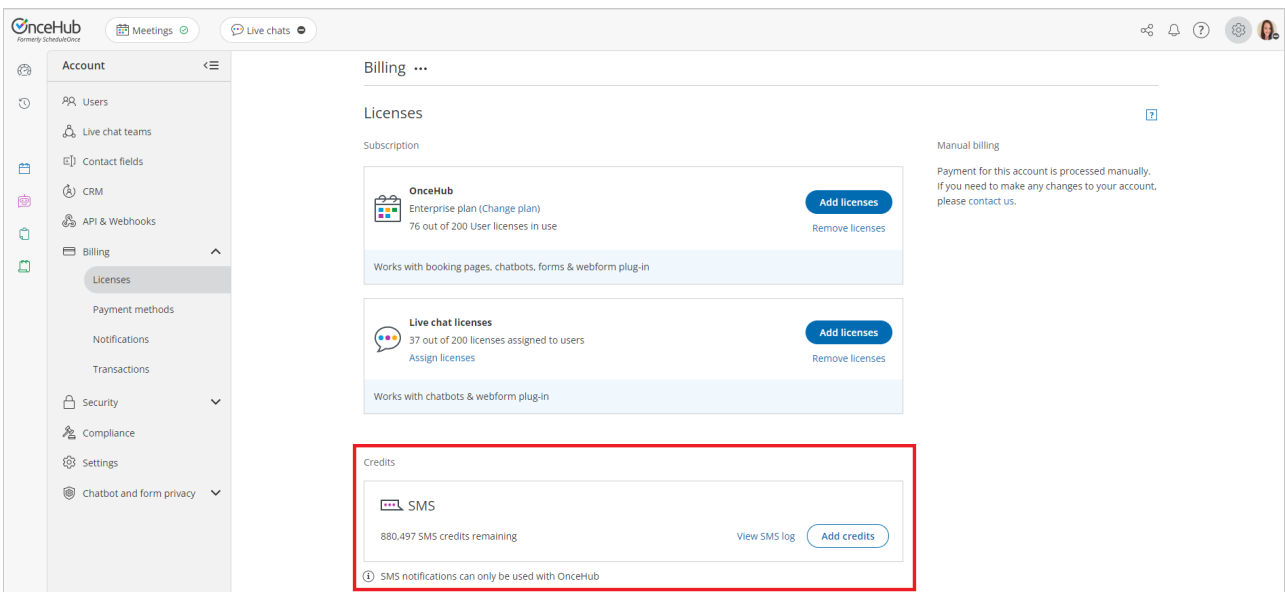 OnceHub
Formerly ScheduleOnce
Meetings
Live chats
?
Account
Users
Live chat teams
Contact fields
CRM
API & Webhooks
Billing
Licenses
Payment methods
Notifications
Transactions
Security
Compliance
Settings
Chatbot and form privacy
Billing ...
Licenses
?
Subscription
OnceHub
Enterprise plan (Change plan)
76 out of 200 User licenses in use
Add licenses
Remove licenses
Works with booking pages, chatbots, forms & webform plug-in
Live chat licenses
37 out of 200 licenses assigned to users
Assign licenses
Add licenses
Remove licenses
Works with chatbots & webform plug-in
Manual billing
Payment for this account is processed manually.
If you need to make any changes to your account,
please contact us.
Credits
SMS
880,497 SMS credits remaining
View SMS log
Add credits
SMS notifications can only be used with OnceHub